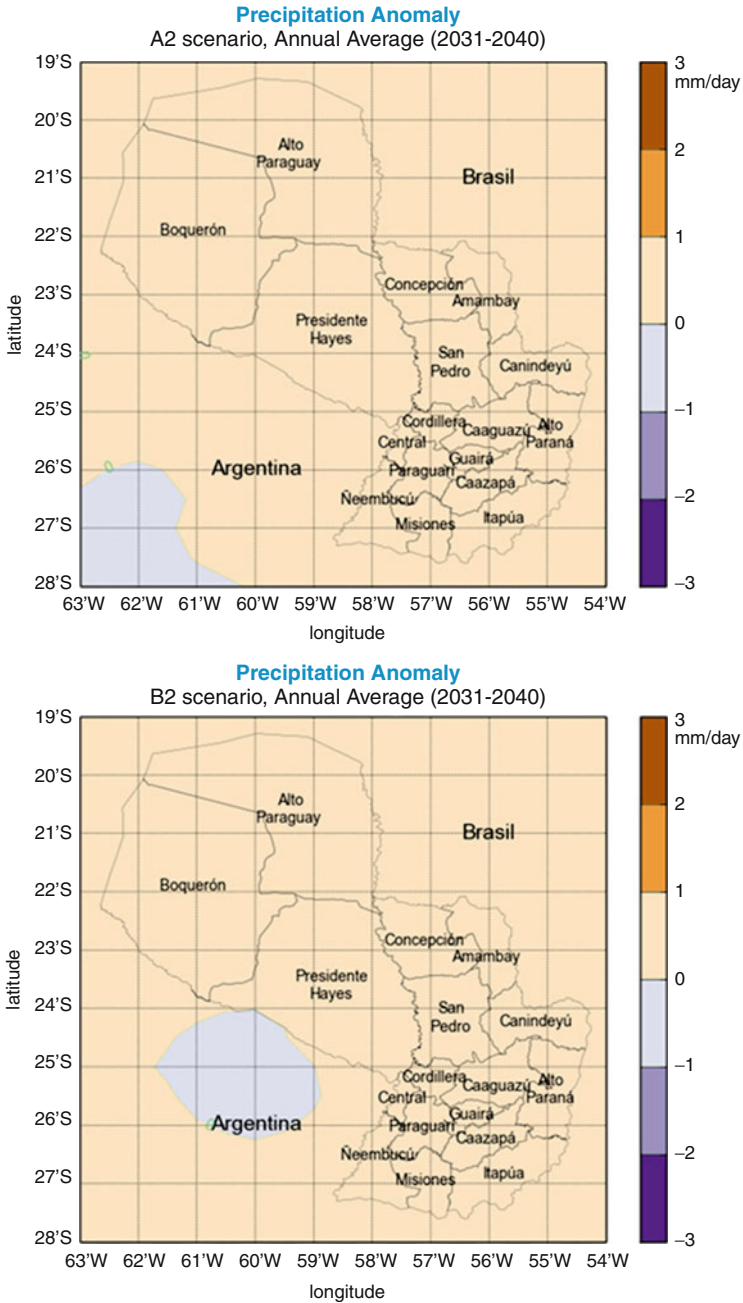 Precipitation Anomaly
A2 scenario, Annual Average (2031-2040)
19'S
20'S
21'S
22'S
23'S
24'S
25'S
26'S
27'S
28'S
latitude
Alto
Paraguay
Brasil
Boquerón
Concepción
Amambay
Presidente
Hayes
San
Pedro
Canindeyú
Cordillera
Caaguazú
Alto
Paraná
Central
Guairá
Argentina
Paraguarí
Caazapá
Ñeembucú
Itapúa
Misiones
63'W
62'W
61'W
60'W
59'W
58'W
57'W
56'W
55'W
54'W
longitude
3
mm/day
2
1
0
−1
−2
−3
Precipitation Anomaly
B2 scenario, Annual Average (2031-2040)
19'S
20'S
21'S
22'S
23'S
24'S
25'S
26'S
27'S
28'S
latitude
Alto
Paraguay
Brasil
Boquerón
Concepción
Amambay
Presidente
Hayes
San
Pedro
Canindeyú
Cordillera
Caaguazú
Alto
Paraná
Central
Guairá
Argentina
Paraguarí
Caazapá
Ñeembucú
Itapúa
Misiones
63'W
62'W
61'W
60'W
59'W
58'W
57'W
56'W
55'W
54'W
longitude
3
mm/day
2
1
0
−1
−2
−3